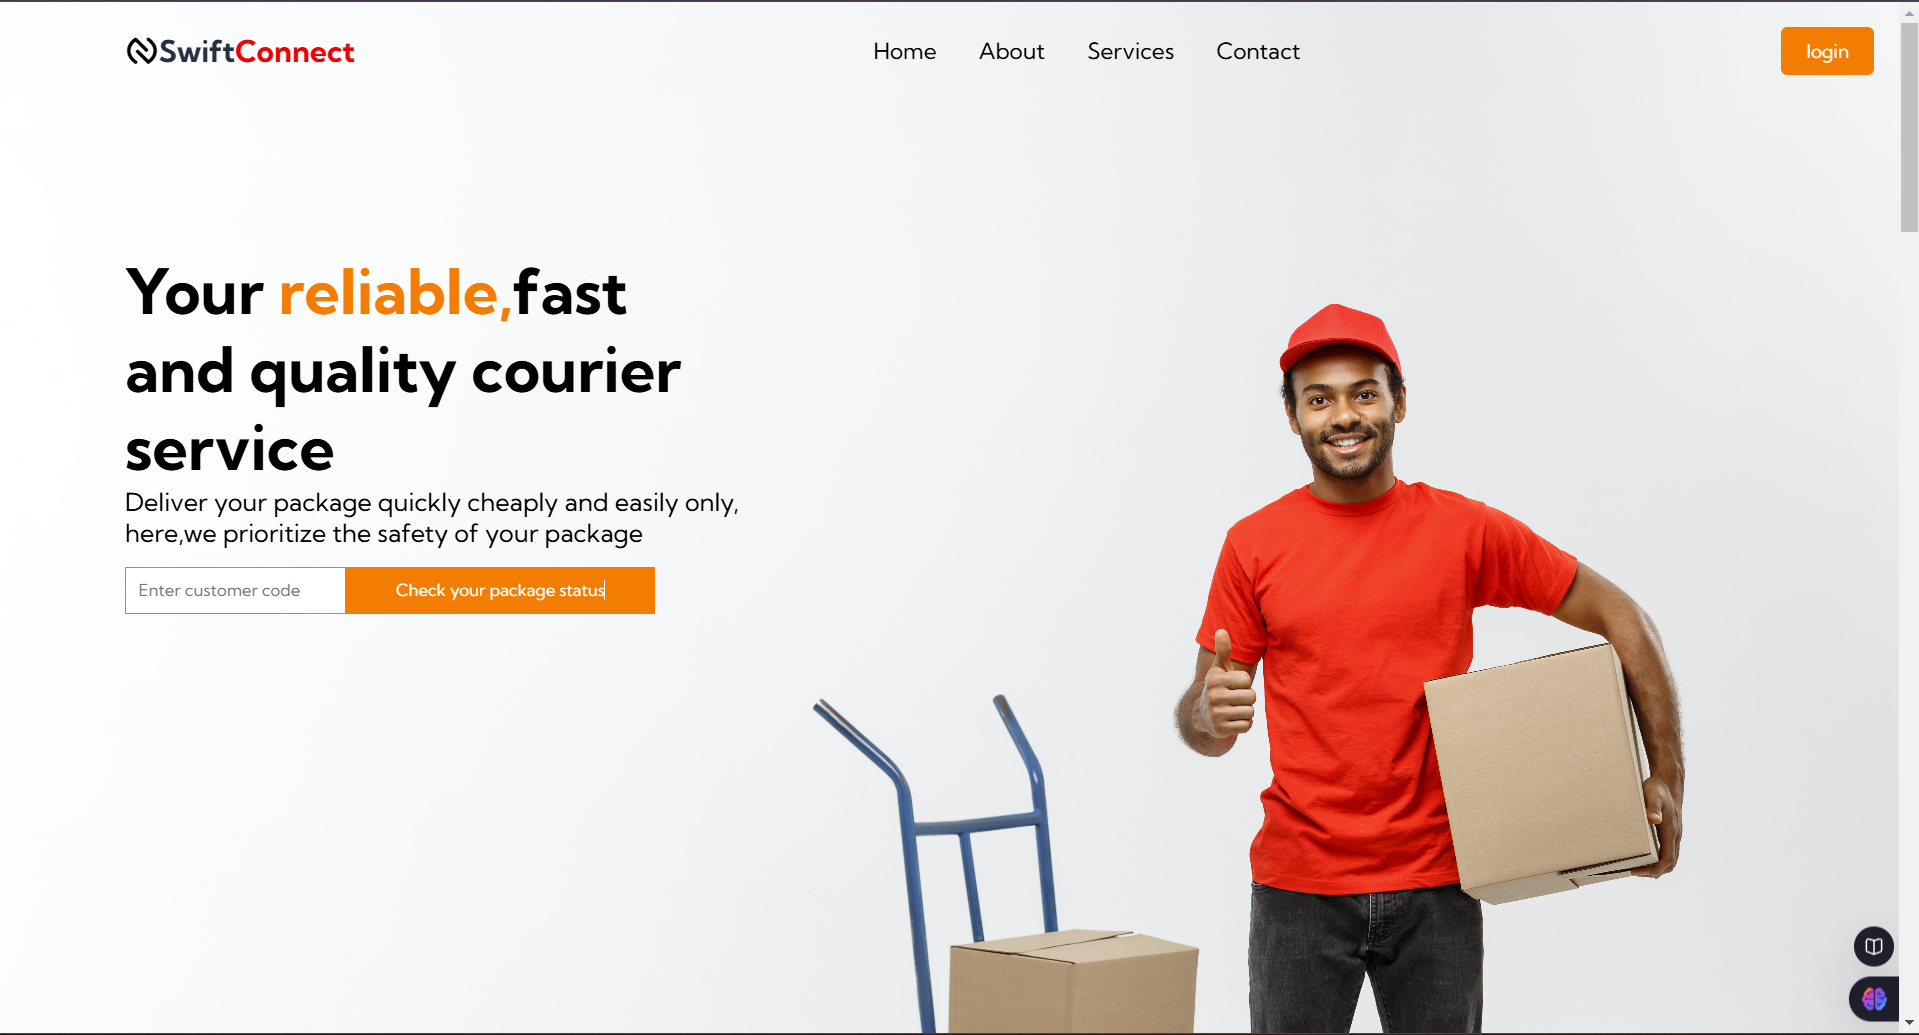 SwiftConnect
Home About Services Contact
login
Your reliable,fast
and quality courier
service
Deliver your package quickly cheaply and easily only,
here,we prioritize the safety of your package
Enter customer code Check your package status